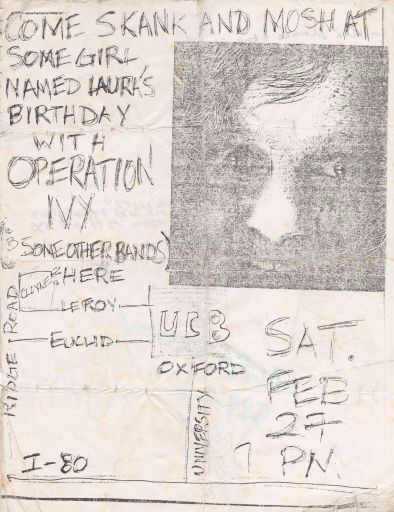 COME SKANK AND MOSH AT
SOME GIRL
NAMED LAURA'S
BIRTHDAY
WITH
OPERATION
IVY
(SOME OTHER BANDS)
HERE
CLOYNE
LEROY
EUCLID
RIDGE ROAD
UCB
OXFORD
UNIVERSITY
I-80
SAT.
FEB
27
7 PM.